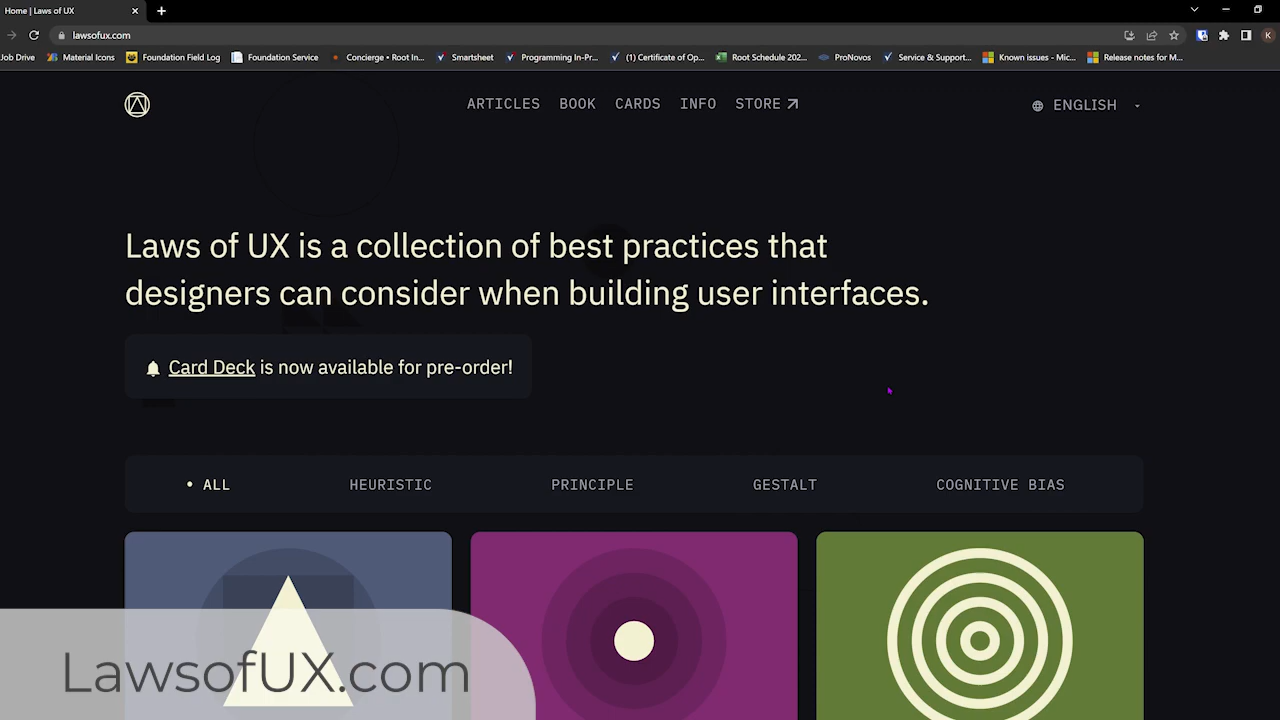 Home | Laws of UX
lawsofux.com
K
Job Drive
Material Icons
Foundation Field Log
Foundation Service
Concierge • Root In...
Smartsheet
Programming In-Pr...
(1) Certificate of Op...
Root Schedule 202...
ProNovos
Service & Support...
Known issues - Mic...
Release notes for M...
ARTICLES BOOK CARDS INFO STORE
ENGLISH
Laws of UX is a collection of best practices that
designers can consider when building user interfaces.
Card Deck is now available for pre-order!
• ALL HEURISTIC PRINCIPLE GESTALT COGNITIVE BIAS
LawsofUX.com